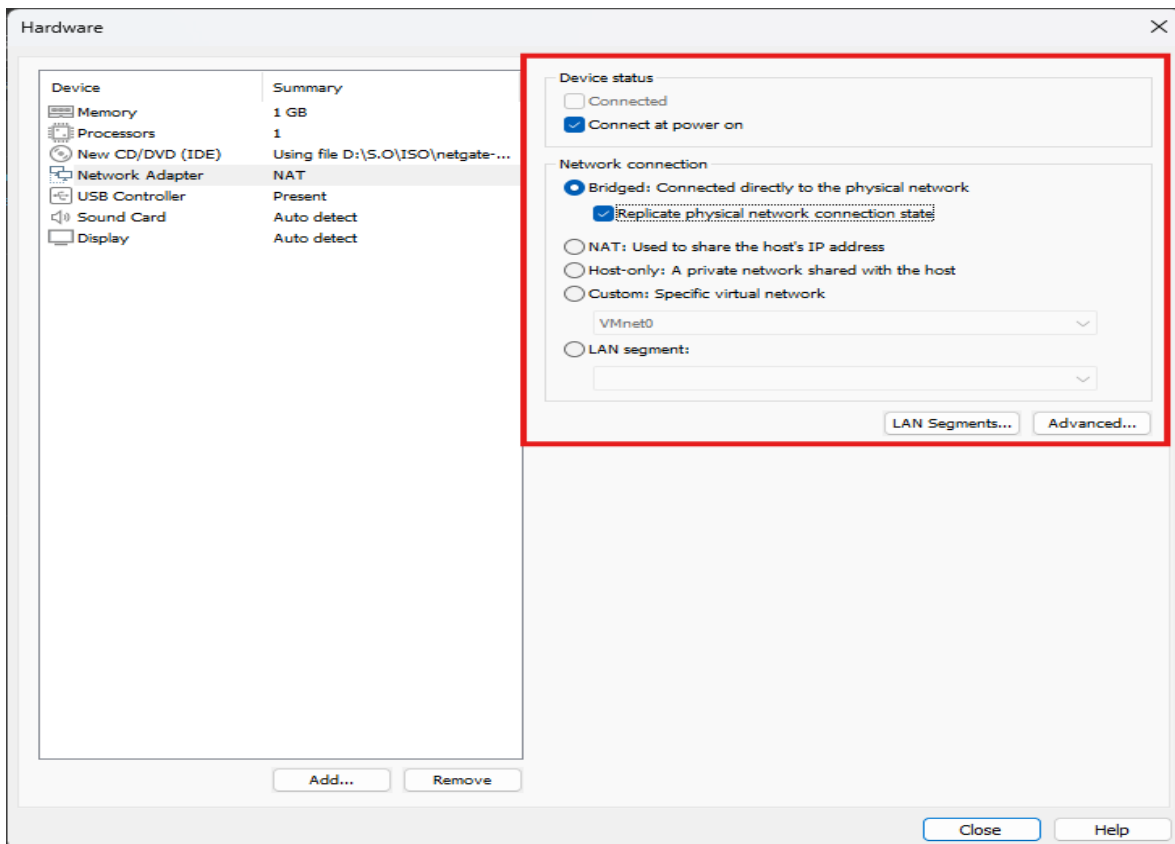 Hardware
Device Summary
Memory 1 GB
Processors 1
New CD/DVD (IDE) Using file D:\S.O\ISO\netgate-...
Network Adapter NAT
USB Controller Present
Sound Card Auto detect
Display Auto detect
Add... Remove
Device status
Connected
Connect at power on
Network connection
Bridged: Connected directly to the physical network
Replicate physical network connection state
NAT: Used to share the host's IP address
Host-only: A private network shared with the host
Custom: Specific virtual network
VMnet0
LAN segment:
LAN Segments... Advanced...
Close Help